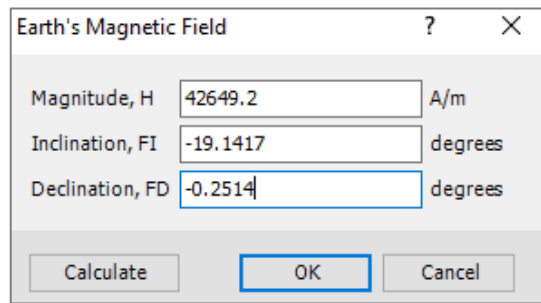 Earth's Magnetic Field ? X
Magnitude, H 42649.2 A/m
Inclination, FI -19.1417 degrees
Declination, FD -0.2514 degrees
Calculate OK Cancel